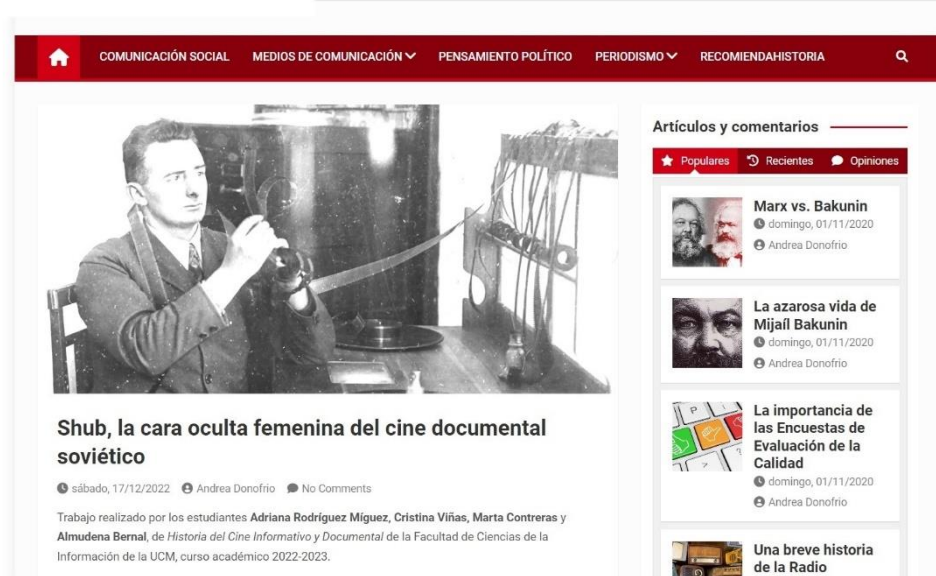 COMUNICACIÓN SOCIAL
MEDIOS DE COMUNICACIÓN
PENSAMIENTO POLÍTICO
PERIODISMO
RECOMIENDAHISTORIA
Shub, la cara oculta femenina del cine documental
soviético
sábado, 17/12/2022 Andrea Donofrio No Comments
Trabajo realizado por los estudiantes Adriana Rodríguez Míguez, Cristina Viñas, Marta Contreras y
Almudena Bernal, de Historia del Cine Informativo y Documental de la Facultad de Ciencias de la
Información de la UCM, curso académico 2022-2023.
Artículos y comentarios
Populares Recientes Opiniones
Marx vs. Bakunin
domingo, 01/11/2020
Andrea Donofrio
La azarosa vida de
Mijaíl Bakunin
domingo, 01/11/2020
Andrea Donofrio
La importancia de
las Encuestas de
Evaluación de la
Calidad
domingo, 01/11/2020
Andrea Donofrio
Una breve historia
de la Radio